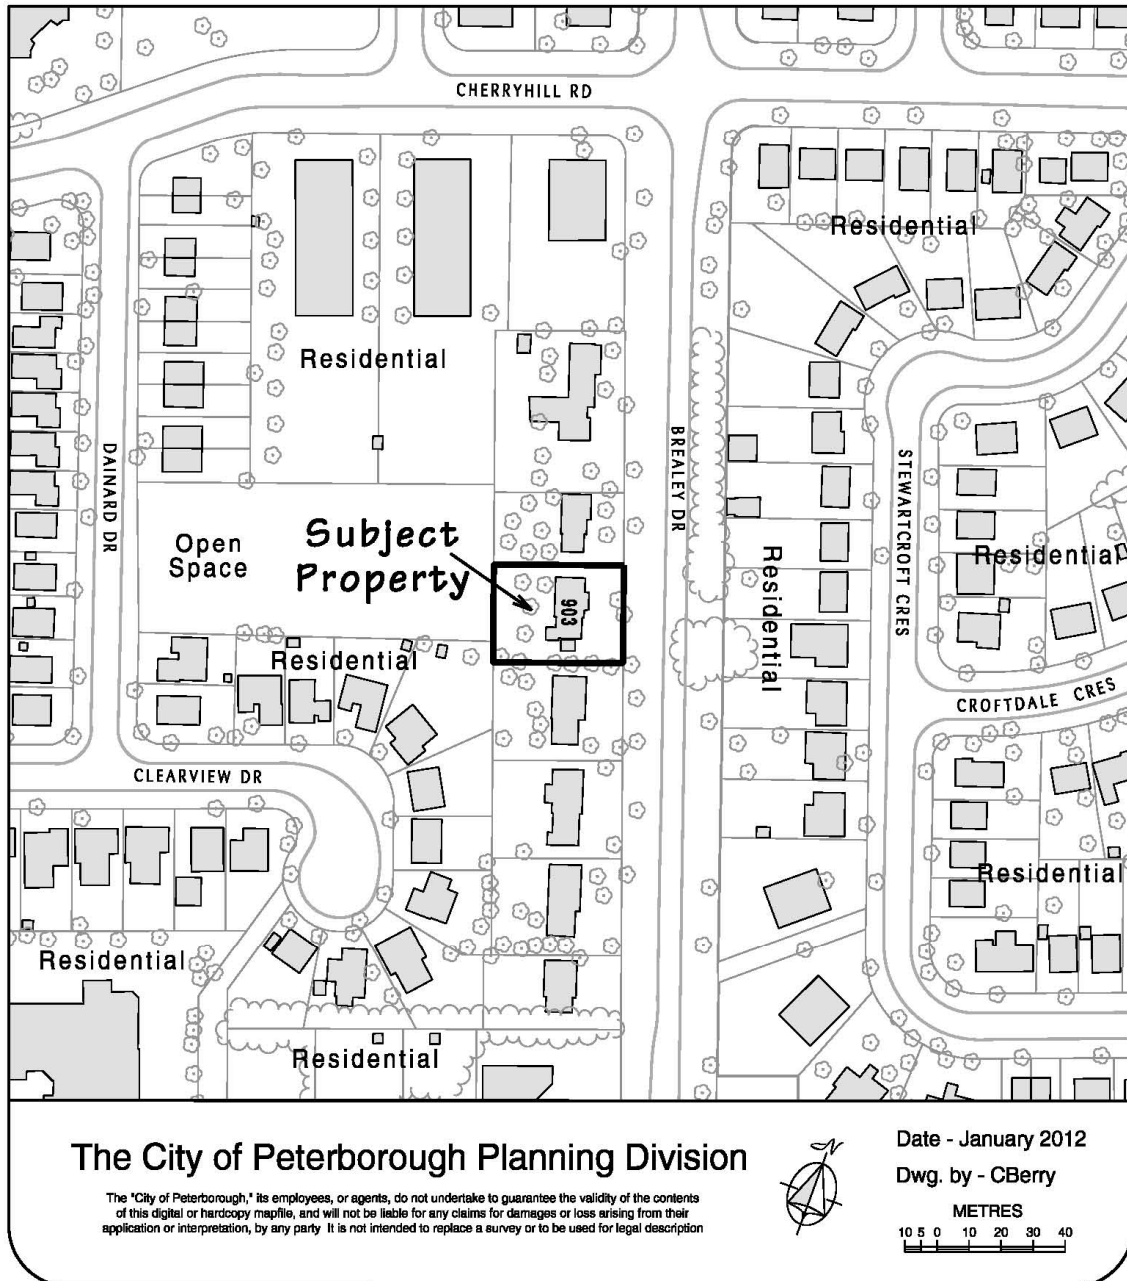 CHERRYHILL RD
Residential
Residential
DAINARD DR
BREALEY DR
STEWARTCROFT CRES
Open
Space
Subject
Property
903
Residential
Residential
Residential
CROFTDALE CRES
CLEARVIEW DR
Residential
Residential
Residential
The City of Peterborough Planning Division
The "City of Peterborough," its employees, or agents, do not undertake to guarantee the validity of the contents
of this digital or hardcopy mapfile, and will not be liable for any claims for damages or loss arising from their
application or interpretation, by any party It is not intended to replace a survey or to be used for legal description
N
Date - January 2012
Dwg. by - CBerry
METRES
10 5 0 10 20 30 40